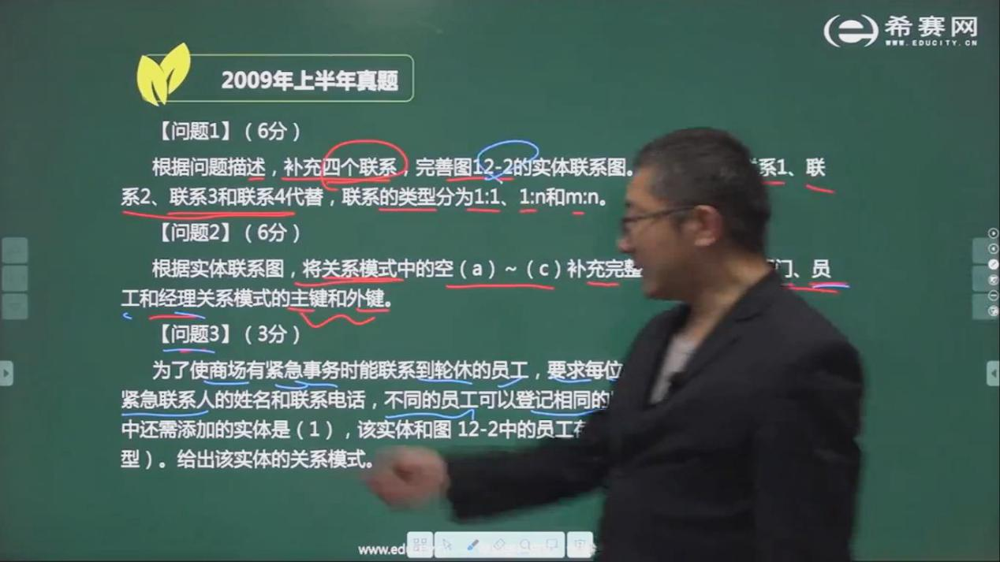 希赛网
WWW.EDUCITY.CN
2009年上半年真题
【问题1】（6分）
根据问题描述，补充四个联系，完善图12-2的实体联系图。 系1、联
系2、联系3和联系4代替，联系的类型分为1:1、1:n和m:n。
【问题2】（6分）
根据实体联系图，将关系模式中的空（a）~（c）补充完整 门、员
工和经理关系模式的主键和外键。
【问题3】（3分）
为了使商场有紧急事务时能联系到轮休的员工，要求每位
紧急联系人的姓名和联系电话，不同的员工可以登记相同的
中还需添加的实体是（1），该实体和图 12-2中的员工
型）。给出该实体的关系模式。
www.edu